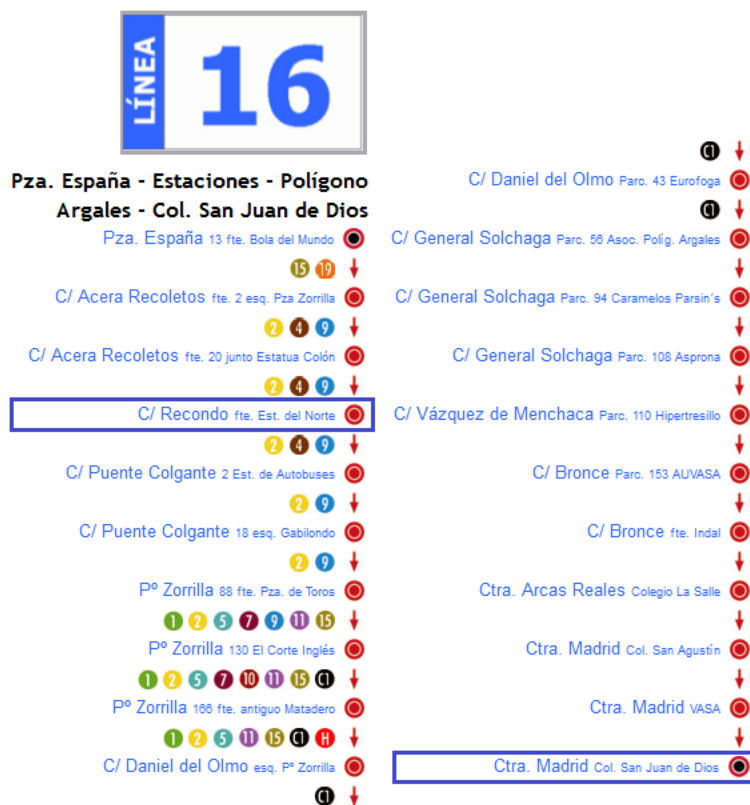 LÍNEA
16
Pza. España - Estaciones - Polígono
Argales - Col. San Juan de Dios
Pza. España 13 fte. Bola del Mundo
15 19
C/ Acera Recoletos fte. 2 esq. Pza Zorrilla
2 4 9
C/ Acera Recoletos fte. 20 junto Estatua Colón
2 4 9
C/ Recondo fte. Est. del Norte
2 4 9
C/ Puente Colgante 2 Est. de Autobuses
2 9
C/ Puente Colgante 18 esq. Gabilondo
2 9
Pº Zorrilla 88 fte. Pza. de Toros
1 2 5 7 9 11 15
Pº Zorrilla 130 El Corte Inglés
1 2 5 7 10 11 15 C1
Pº Zorrilla 166 fte. antiguo Matadero
1 2 5 11 15 C1 H
C/ Daniel del Olmo esq. Pº Zorrilla
C1
C1
C/ Daniel del Olmo Parc. 43 Eurofoga
C1
C/ General Solchaga Parc. 56 Asoc. Políg. Argales
C/ General Solchaga Parc. 94 Caramelos Parsin´s
C/ General Solchaga Parc. 108 Asprona
C/ Vázquez de Menchaca Parc. 110 Hipertresillo
C/ Bronce Parc. 153 AUVASA
C/ Bronce fte. Indal
Ctra. Arcas Reales Colegio La Salle
Ctra. Madrid Col. San Agustín
Ctra. Madrid VASA
Ctra. Madrid Col. San Juan de Dios